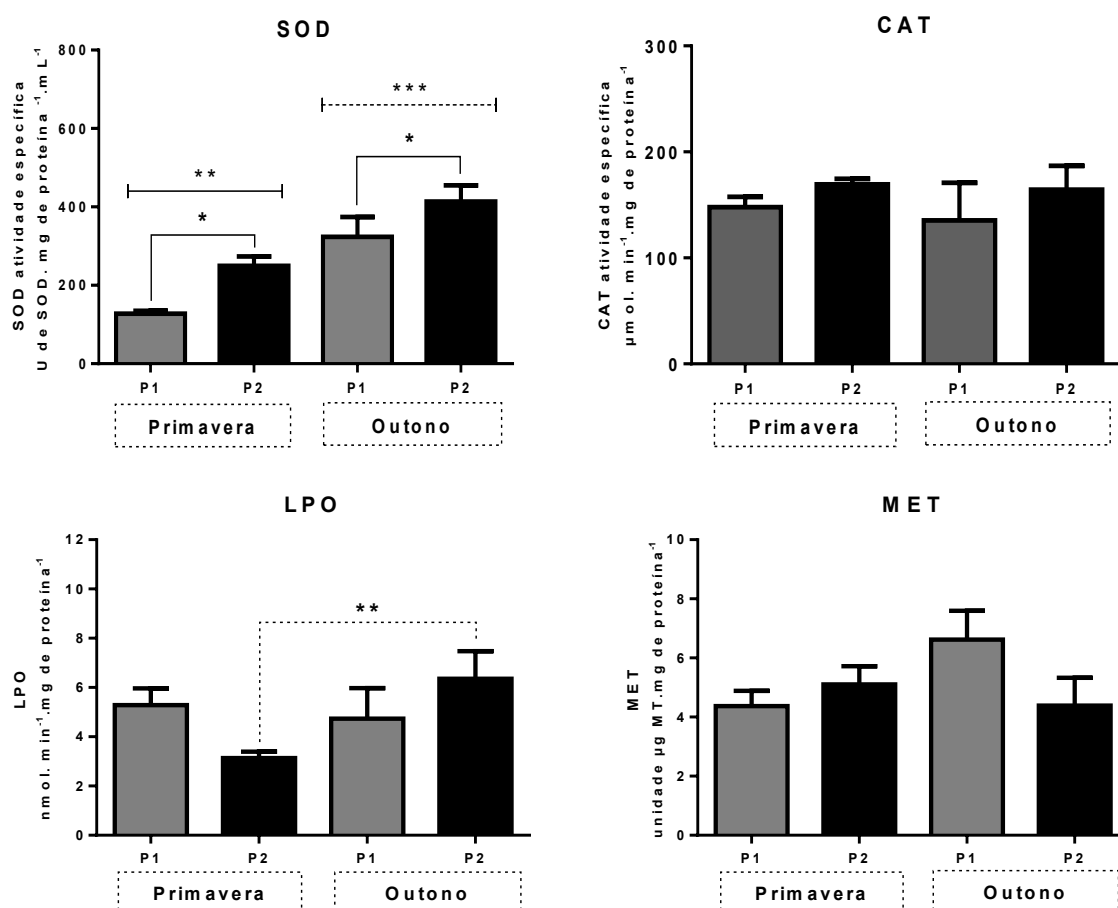 SOD
SOD atividade específica
U de SOD. mg de proteína ⁻¹.mL⁻¹
800
600
400
200
0
**
*
***
*
P1 P2 P1 P2
Primavera Outono
CAT
CAT atividade específica
µmol.min⁻¹.mg de proteína⁻¹
300
200
100
0
P1 P2 P1 P2
Primavera Outono
LPO
LPO
nmol.min⁻¹.mg de proteína⁻¹
12
10
8
6
4
2
0
**
P1 P2 P1 P2
Primavera Outono
MET
MET
unidade µg MT.mg de proteína⁻¹
10
8
6
4
2
0
P1 P2 P1 P2
Primavera Outono